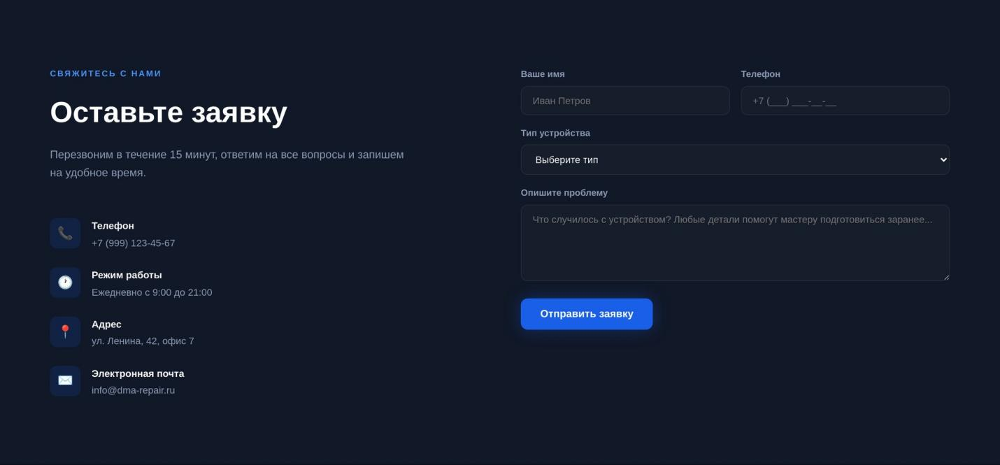 СВЯЖИТЕСЬ С НАМИ
Оставьте заявку
Перезвоним в течение 15 минут, ответим на все вопросы и запишем
на удобное время.
Телефон
+7 (999) 123-45-67
Режим работы
Ежедневно с 9:00 до 21:00
Адрес
ул. Ленина, 42, офис 7
Электронная почта
info@dma-repair.ru
Ваше имя
Иван Петров
Телефон
+7 (___) ___-__-__
Тип устройства
Выберите тип
Опишите проблему
Что случилось с устройством? Любые детали помогут мастеру подготовиться заранее...
Отправить заявку